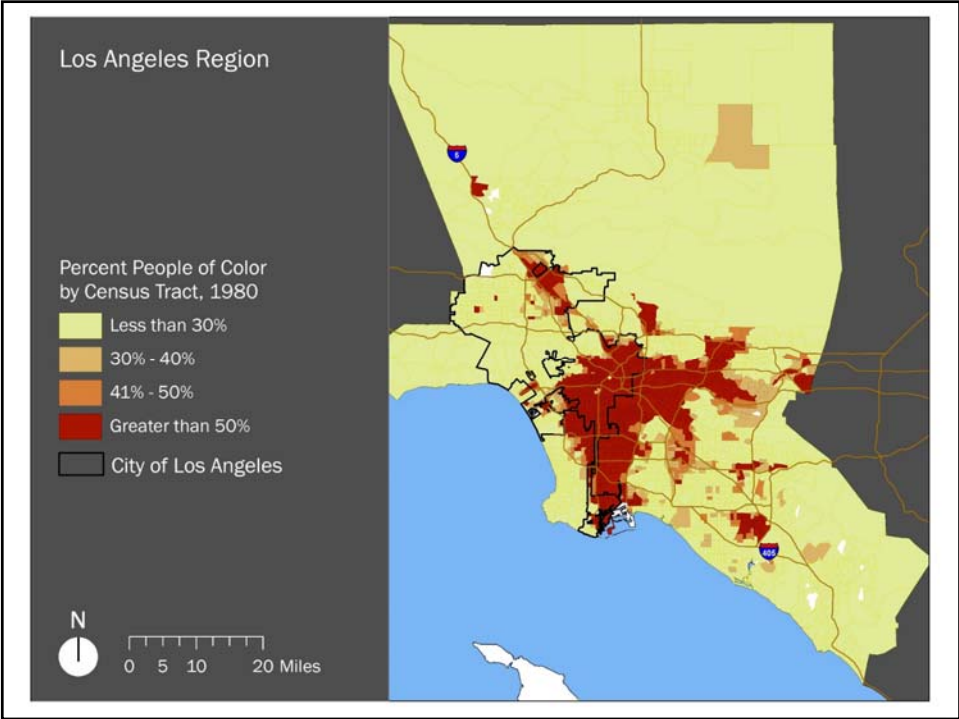 Los Angeles Region
5
Percent People of Color
by Census Tract, 1980
Less than 30%
30% - 40%
41% - 50%
Greater than 50%
City of Los Angeles
405
N
0 5 10 20 Miles